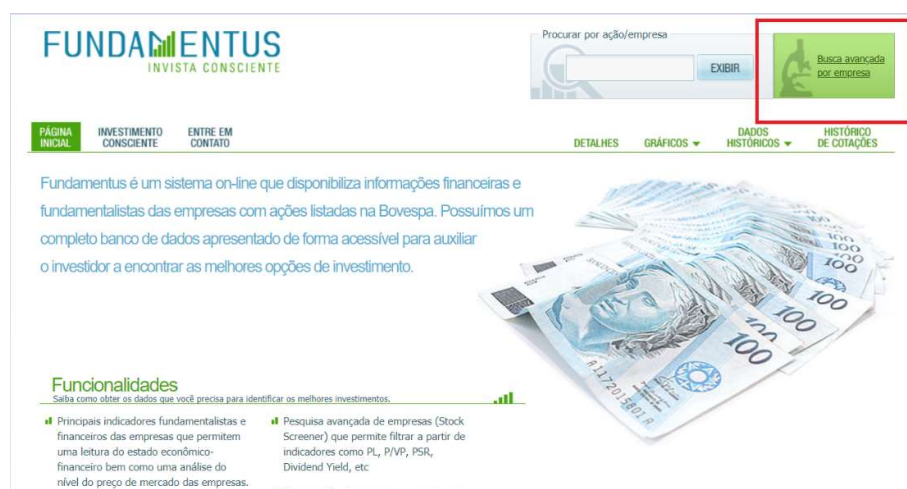 FUNDAMENTUS
INVISTA CONSCIENTE
Procurar por ação/empresa
EXIBIR
Busca avançada
por empresa
PÁGINA
INICIAL
INVESTIMENTO
CONSCIENTE
ENTRE EM
CONTATO
DETALHES
GRÁFICOS
DADOS
HISTÓRICOS
HISTÓRICO
DE COTAÇÕES
Fundamentus é um sistema on-line que disponibiliza informações financeiras e
fundamentalistas das empresas com ações listadas na Bovespa. Possuímos um
completo banco de dados apresentado de forma acessível para auxiliar
o investidor a encontrar as melhores opções de investimento.
100
100
100
100
100
100
100
A11720158018
Funcionalidades
Saiba como obter os dados que você precisa para identificar os melhores investimentos.
Principais indicadores fundamentalistas e
financeiros das empresas que permitem
uma leitura do estado econômico-
financeiro bem como uma análise do
nível do preço de mercado das empresas.
Pesquisa avançada de empresas (Stock
Screener) que permite filtrar a partir de
indicadores como PL, P/VP, PSR,
Dividend Yield, etc